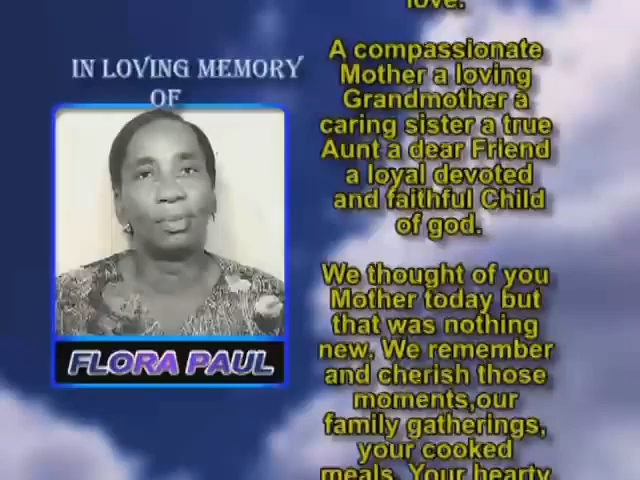 IN LOVING MEMORY
OF
FLORA PAUL
love.
A compassionate
Mother a loving
Grandmother a
caring sister a true
Aunt a dear Friend
a loyal devoted
and faithful Child
of god.
We thought of you
Mother today but
that was nothing
new. We remember
and cherish those
moments,our
family gatherings,
your cooked
meals. Your hearty